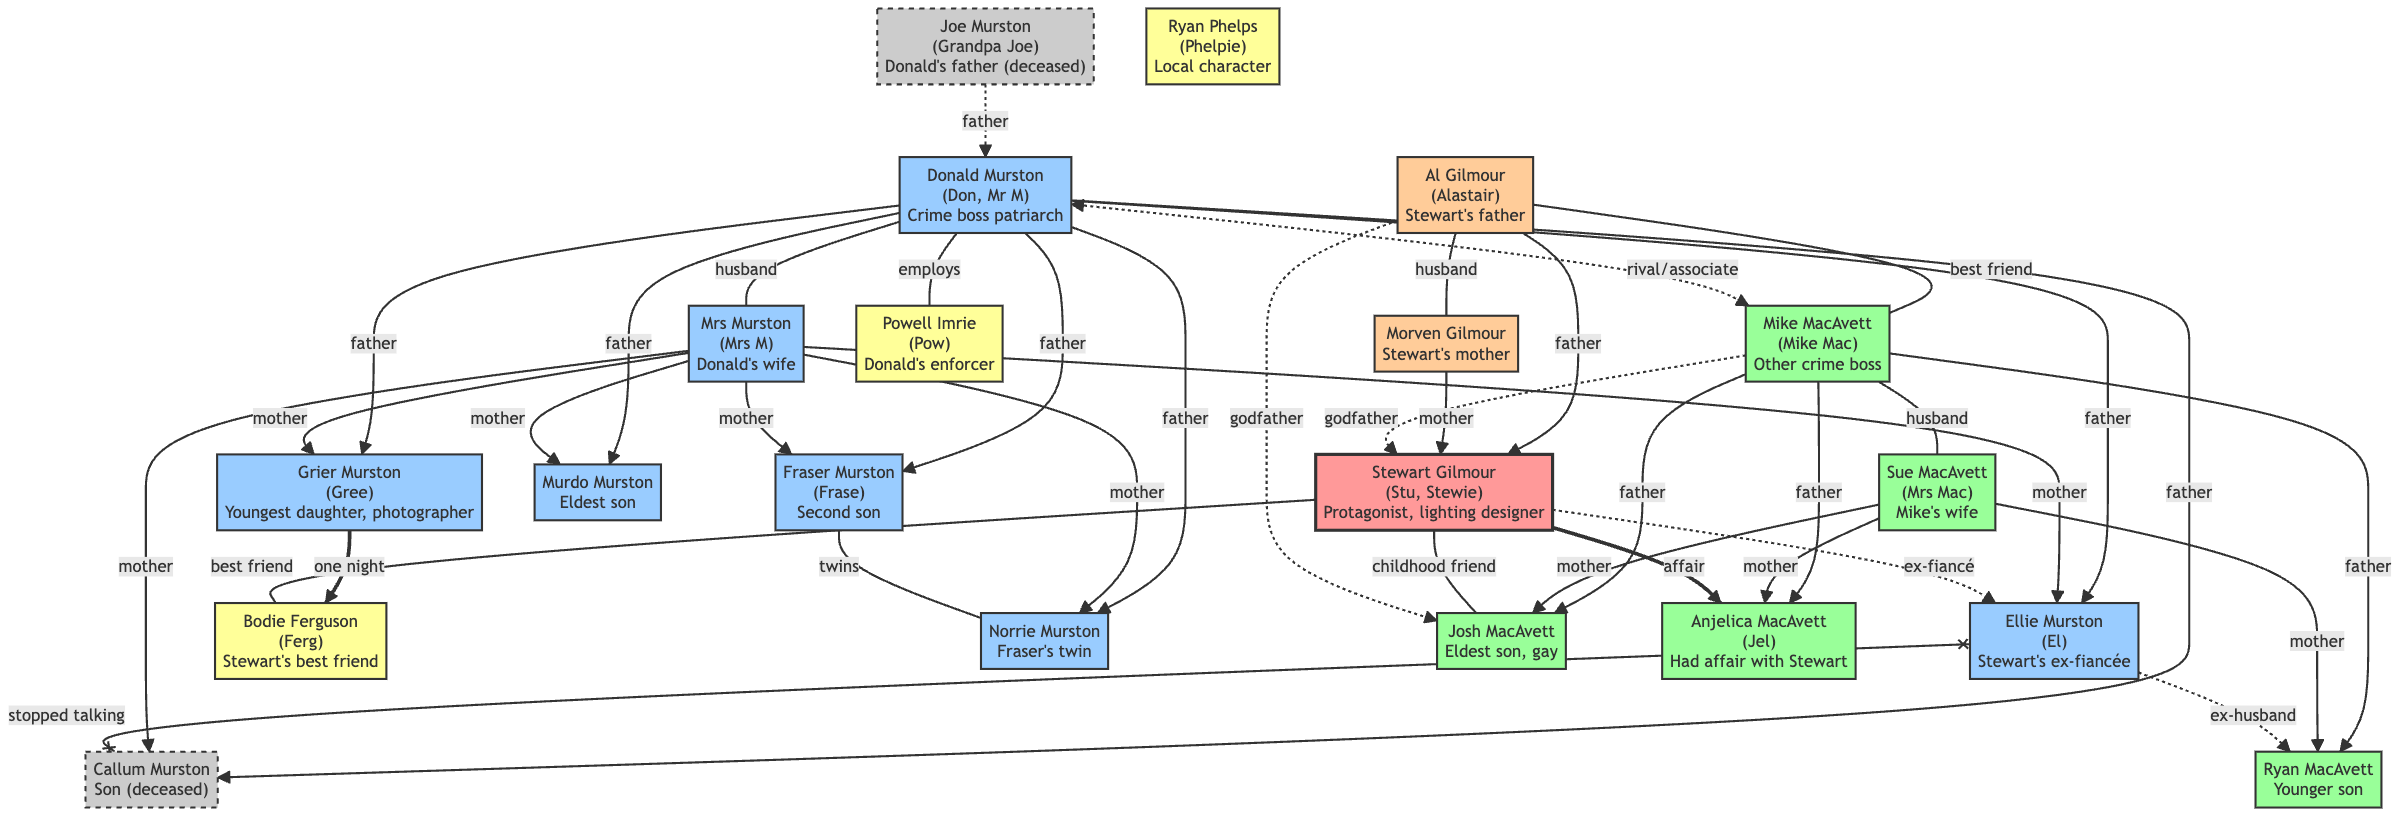 Joe Murston
(Grandpa Joe)
Donald's father (deceased)
Ryan Phelps
(Phelpie)
Local character
father
Donald Murston
(Don, Mr M)
Crime boss patriarch
Al Gilmour
(Alastair)
Stewart's father
husband
employs
husband
rival/associate
best friend
Mrs Murston
(Mrs M)
Donald's wife
Powell Imrie
(Pow)
Donald's enforcer
Morven Gilmour
Stewart's mother
Mike MacAvett
(Mike Mac)
Other crime boss
father
father
father
father
mother
mother
mother
father
godfather
godfather
mother
husband
father
Grier Murston
(Gree)
Youngest daughter, photographer
Murdo Murston
Eldest son
Fraser Murston
(Frase)
Second son
mother
Stewart Gilmour
(Stu, Stewie)
Protagonist, lighting designer
father
father
Sue MacAvett
(Mrs Mac)
Mike's wife
mother
father
mother
best friend
one night
twins
childhood friend
mother
affair
mother
ex-fiancé
father
Bodie Ferguson
(Ferg)
Stewart's best friend
Norrie Murston
Fraser's twin
Josh MacAvett
Eldest son, gay
Anjelica MacAvett
(Jel)
Had affair with Stewart
Ellie Murston
(El)
Stewart's ex-fiancée
mother
stopped talking
ex-husband
Callum Murston
Son (deceased)
Ryan MacAvett
Younger son